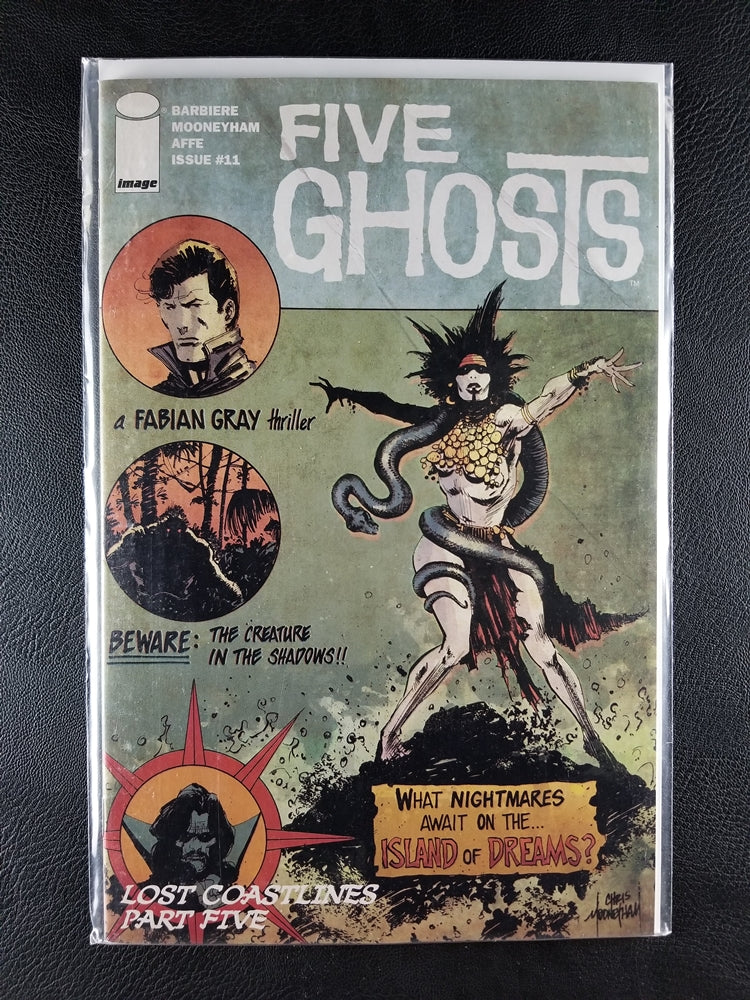 image
® BARBIERE
MOONEYHAM
AFFE
ISSUE #11
FIVE
GHOSTS
TM
a FABIAN GRAY thriller
BEWARE: THE CREATURE
IN THE SHADOWS!!
WHAT NIGHTMARES
AWAIT ON THE...
ISLAND OF DREAMS?
LOST COASTLINES
PART FIVE
CHRIS
MOONEYHAM